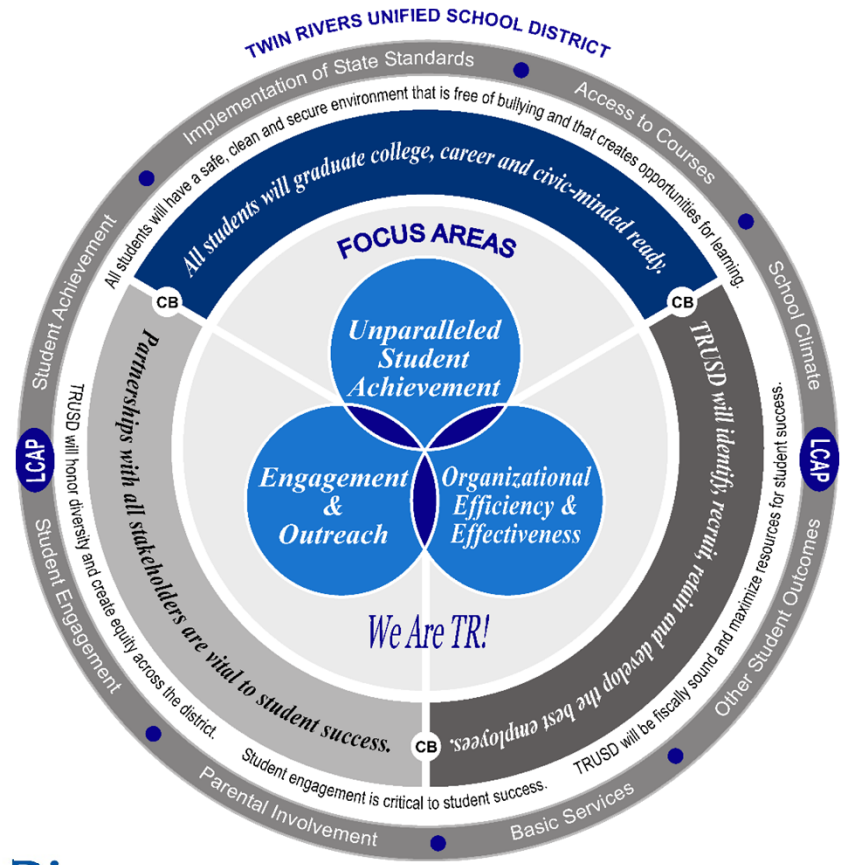 TWIN RIVERS UNIFIED SCHOOL DISTRICT
Implementation of State Standards
Access to Courses
School Climate
LCAP
Other Student Outcomes
Basic Services
Parental Involvement
Student Engagement
LCAP
Student Achievement
All students will have a safe, clean and secure environment that is free of bullying and that creates opportunities for learning.
TRUSD will be fiscally sound and maximize resources for student success.
Student engagement is critical to student success.
TRUSD will honor diversity and create equity across the district.
All students will graduate college, career and civic-minded ready.
CB
TRUSD will identify, recruit, retain and develop the best employees.
CB
Partnerships with all stakeholders are vital to student success.
CB
FOCUS AREAS
Unparalleled
Student
Achievement
Engagement
&
Outreach
Organizational
Efficiency &
Effectiveness
We Are TR!